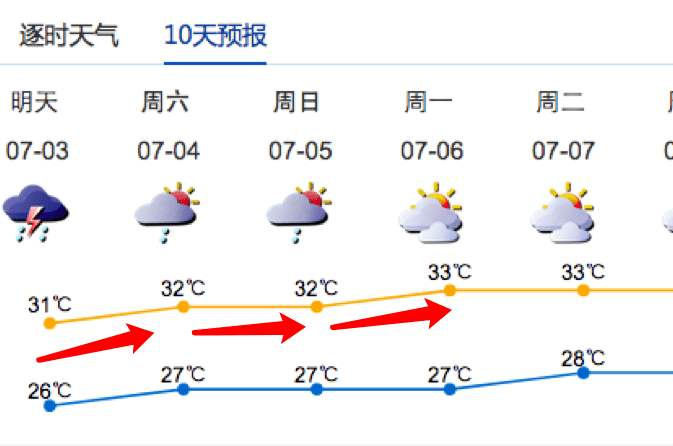 逐时天气 10天预报
明天 周六 周日 周一 周二
07-03 07-04 07-05 07-06 07-07
31℃ 32℃ 32℃ 33℃ 33℃
26℃ 27℃ 27℃ 27℃ 28℃